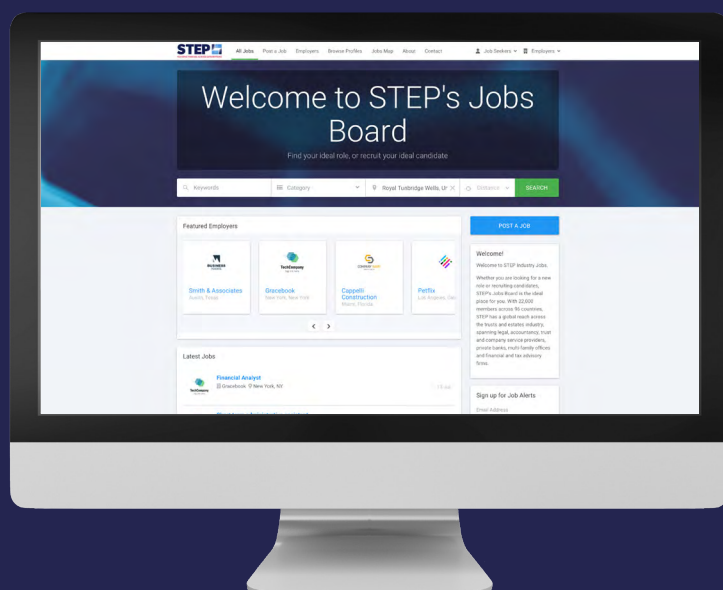 STEP
All Jobs Post a Job Employers Browse Profiles Jobs Map About Contact Job Seekers Employers
Welcome to STEP's Jobs
Board
Find your ideal role, or recruit your ideal candidate
Keywords Category Royal Tunbridge Wells, Distance SEARCH
Featured Employers
POST A JOB
BUSINESS
TechCompany
COMPANY
Smith & Associates
Austin, Texas
Gracebook
New York, New York
Cappelli
Construction
Miami, Florida
Petflix
Los Angeles,
Welcome!
Welcome to STEP Industry Jobs.
Whether you are looking for a new
role or recruiting candidates,
STEP's Jobs Board is the ideal
place for you. With 22,000
members across 95 countries,
STEP has a global reach across
the trusts and estates industry,
spanning legal, accountancy, trust
and company service providers,
private banks, multi family offices
and financial and tax advisory
firms.
Latest Jobs
Financial Analyst
TechCompany
Gracebook New York, NY
Sign up for Job Alerts
Email Address